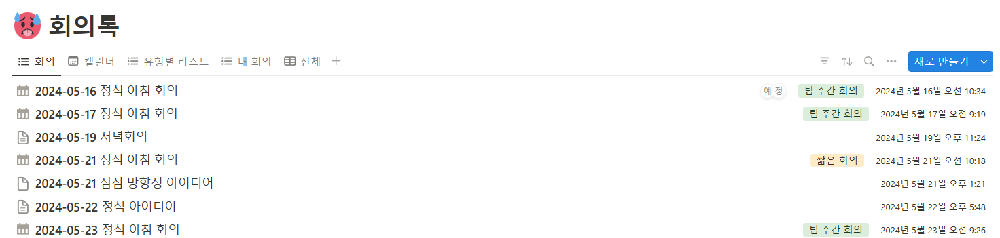 회의록
회의 캘린더 유형별 리스트 내 회의 전체 새로 만들기
2024-05-16 정식 아침 회의 예 정 팀 주간 회의 2024년 5월 16일 오전 10:34
2024-05-17 정식 아침 회의 팀 주간 회의 2024년 5월 17일 오전 9:19
2024-05-19 저녁회의 2024년 5월 19일 오후 11:24
2024-05-21 정식 아침 회의 짧은 회의 2024년 5월 21일 오전 10:18
2024-05-21 점심 방향성 아이디어 2024년 5월 21일 오후 1:21
2024-05-22 정식 아이디어 2024년 5월 22일 오후 5:48
2024-05-23 정식 아침 회의 팀 주간 회의 2024년 5월 23일 오전 9:26